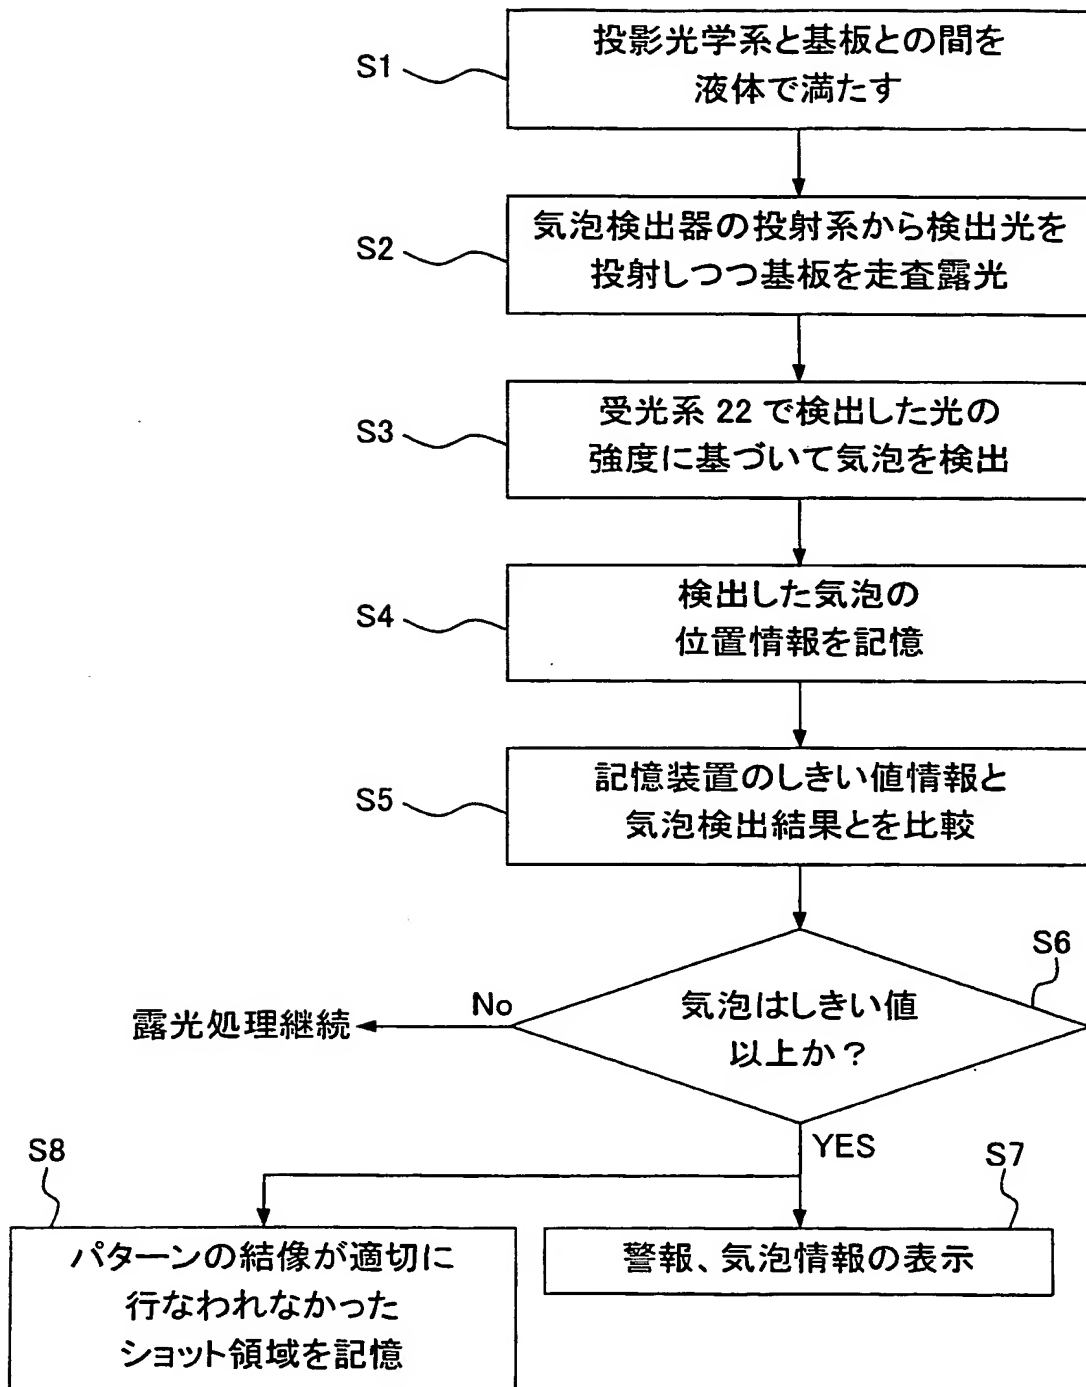 S1
投影光学系と基板との間を
液体で満たす
S2
気泡検出器の投射系から検出光を
投射しつつ基板を走査露光
S3
受光系 22 で検出した光の
強度に基づいて気泡を検出
S4
検出した気泡の
位置情報を記憶
S5
記憶装置のしきい値情報と
気泡検出結果とを比較
S6
気泡はしきい値
以上か？
No
露光処理継続
YES
S8
パターンの結像が適切に
行なわれなかった
ショット領域を記憶
S7
警報、気泡情報の表示